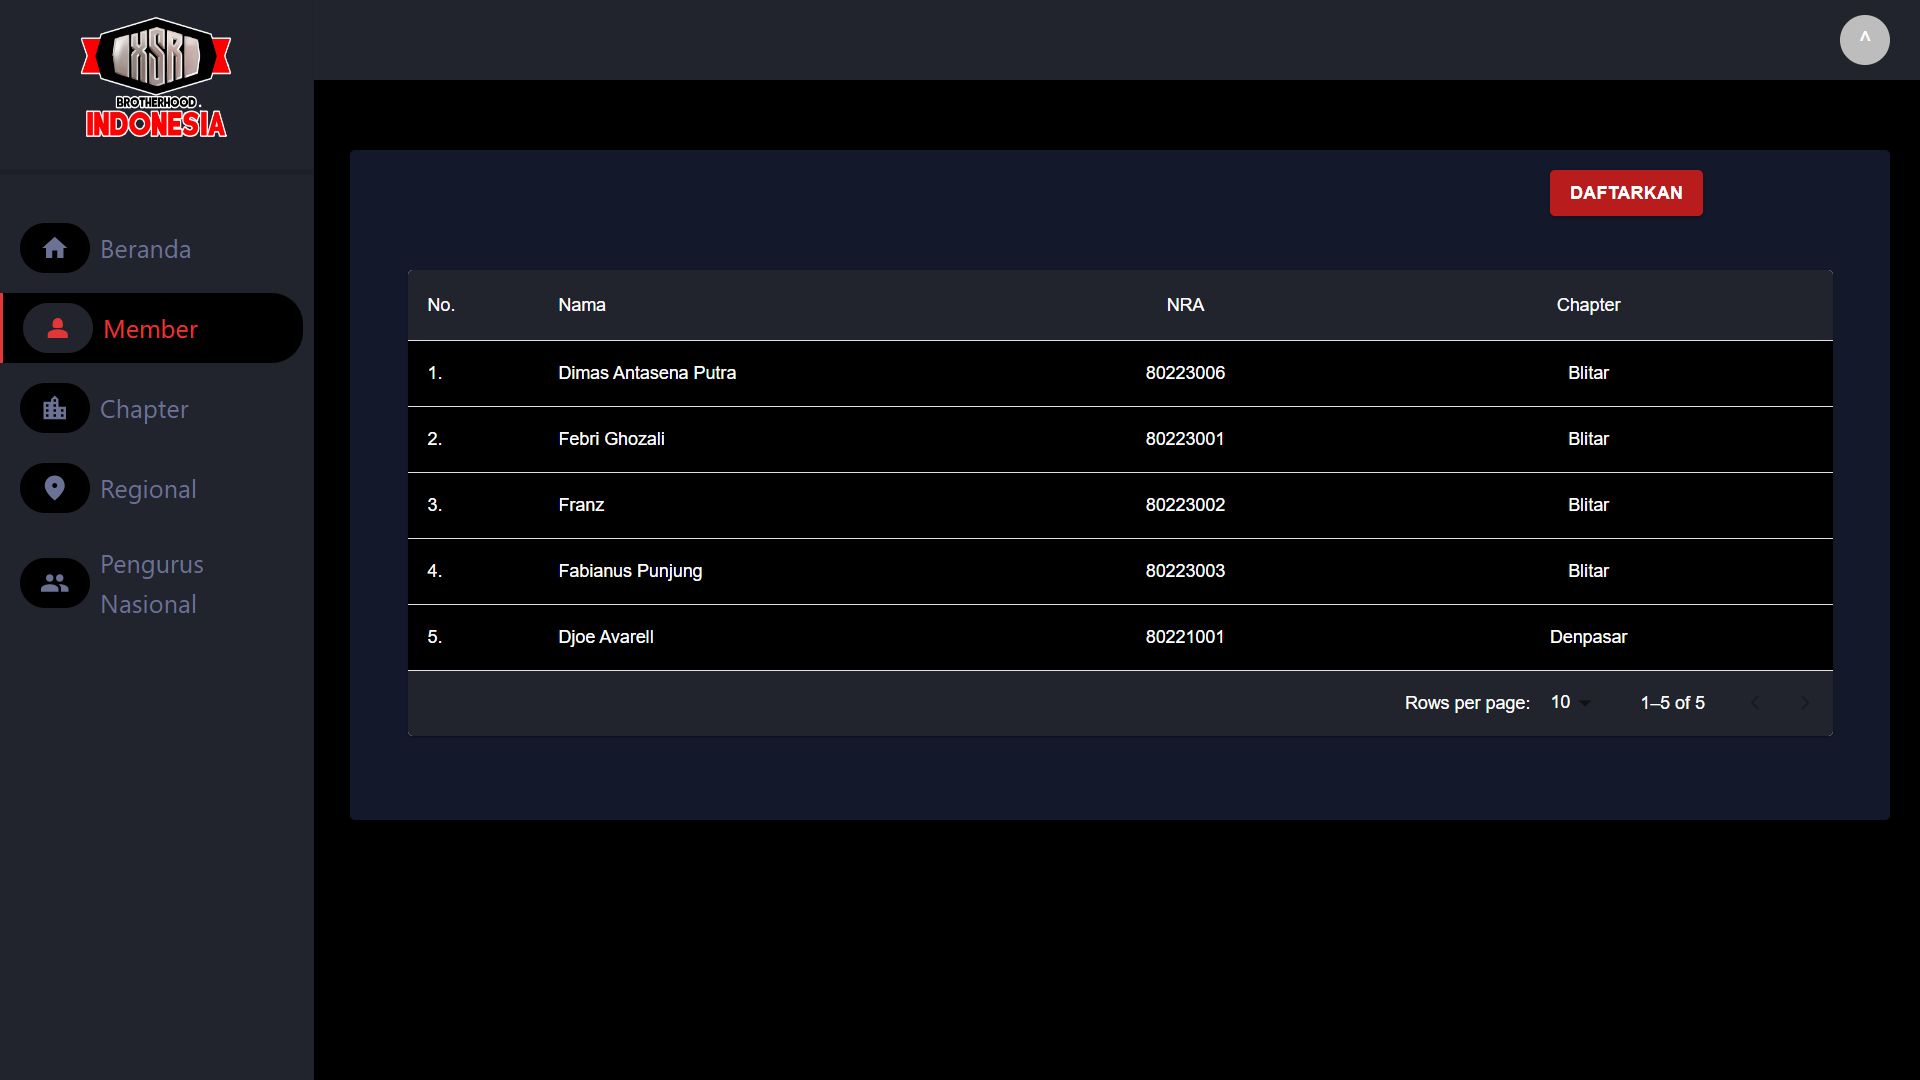 XSR
BROTHERHOOD.
INDONESIA
^
Beranda
Member
Chapter
Regional
Pengurus
Nasional
DAFTARKAN
No. Nama NRA Chapter
1. Dimas Antasena Putra 80223006 Blitar
2. Febri Ghozali 80223001 Blitar
3. Franz 80223002 Blitar
4. Fabianus Punjung 80223003 Blitar
5. Djoe Avarell 80221001 Denpasar
Rows per page: 10 1–5 of 5